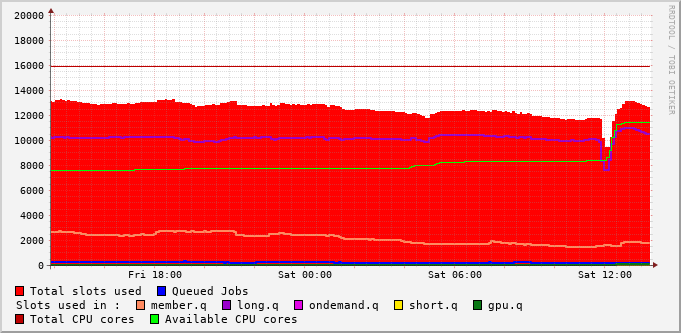 20000
18000
16000
14000
12000
10000
8000
6000
4000
2000
0
Fri 18:00 Sat 00:00 Sat 06:00 Sat 12:00
Total slots used Queued Jobs
Slots used in : member.q long.q ondemand.q short.q gpu.q
Total CPU cores Available CPU cores
RRDTOOL / TOBI OETIKER